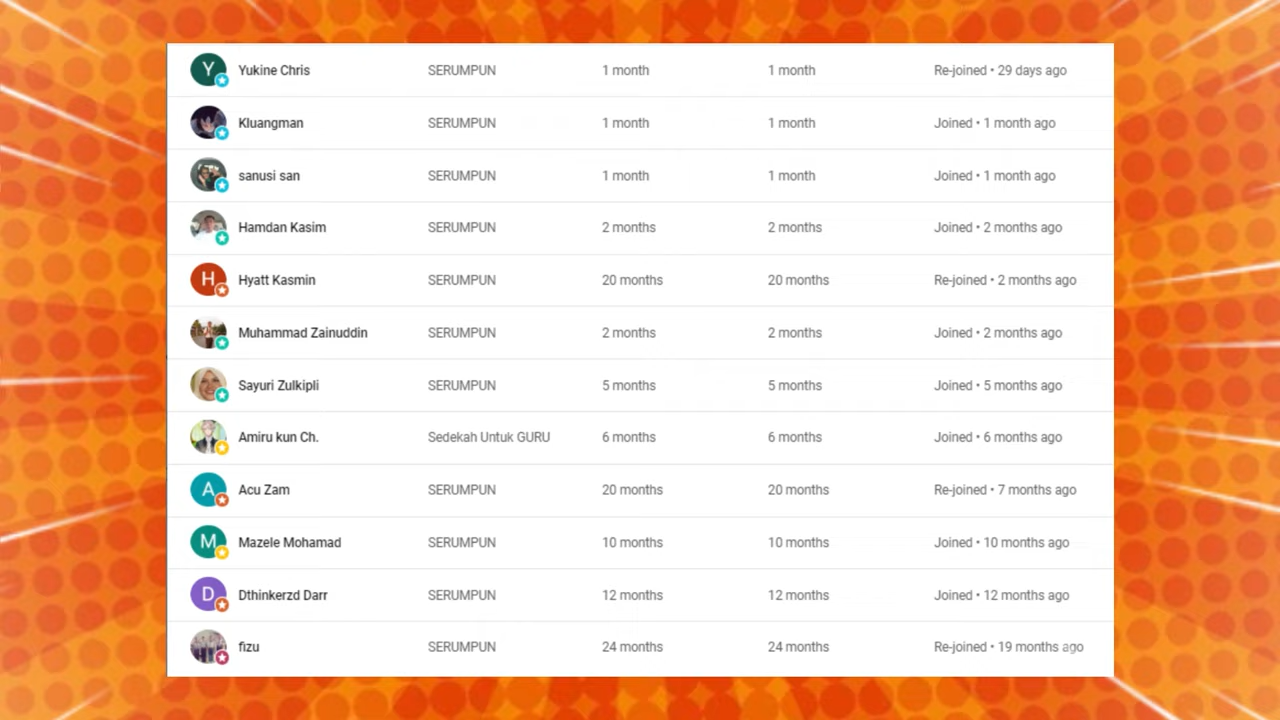 Y Yukine Chris SERUMPUN 1 month 1 month Re-joined • 29 days ago
Kluangman SERUMPUN 1 month 1 month Joined • 1 month ago
sanusi san SERUMPUN 1 month 1 month Joined • 1 month ago
Hamdan Kasim SERUMPUN 2 months 2 months Joined • 2 months ago
H Hyatt Kasmin SERUMPUN 20 months 20 months Re-joined • 2 months ago
Muhammad Zainuddin SERUMPUN 2 months 2 months Joined • 2 months ago
Sayuri Zulkipli SERUMPUN 5 months 5 months Joined • 5 months ago
Amiru kun Ch. Sedekah Untuk GURU 6 months 6 months Joined • 6 months ago
A Acu Zam SERUMPUN 20 months 20 months Re-joined • 7 months ago
M Mazele Mohamad SERUMPUN 10 months 10 months Joined • 10 months ago
D Dthinkerzd Darr SERUMPUN 12 months 12 months Joined • 12 months ago
fizu SERUMPUN 24 months 24 months Re-joined • 19 months ago